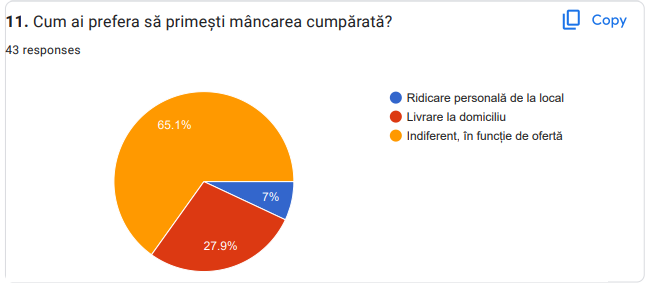 11. Cum ai prefera să primești mâncarea cumpărată?
Copy
43 responses
65.1%
7%
27.9%
Ridicare personală de la local
Livrare la domiciliu
Indiferent, în funcție de ofertă